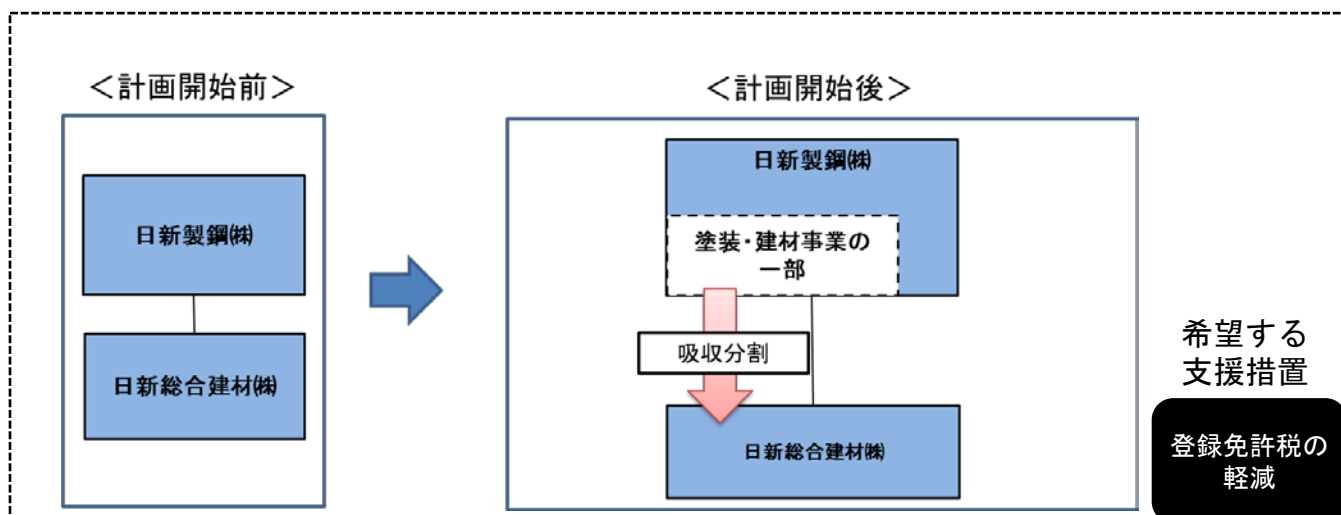 ＜計画開始前＞
日新製鋼㈱
日新総合建材㈱
＜計画開始後＞
日新製鋼㈱
塗装・建材事業の
一部
吸収分割
日新総合建材㈱
希望する
支援措置
登録免許税の
軽減